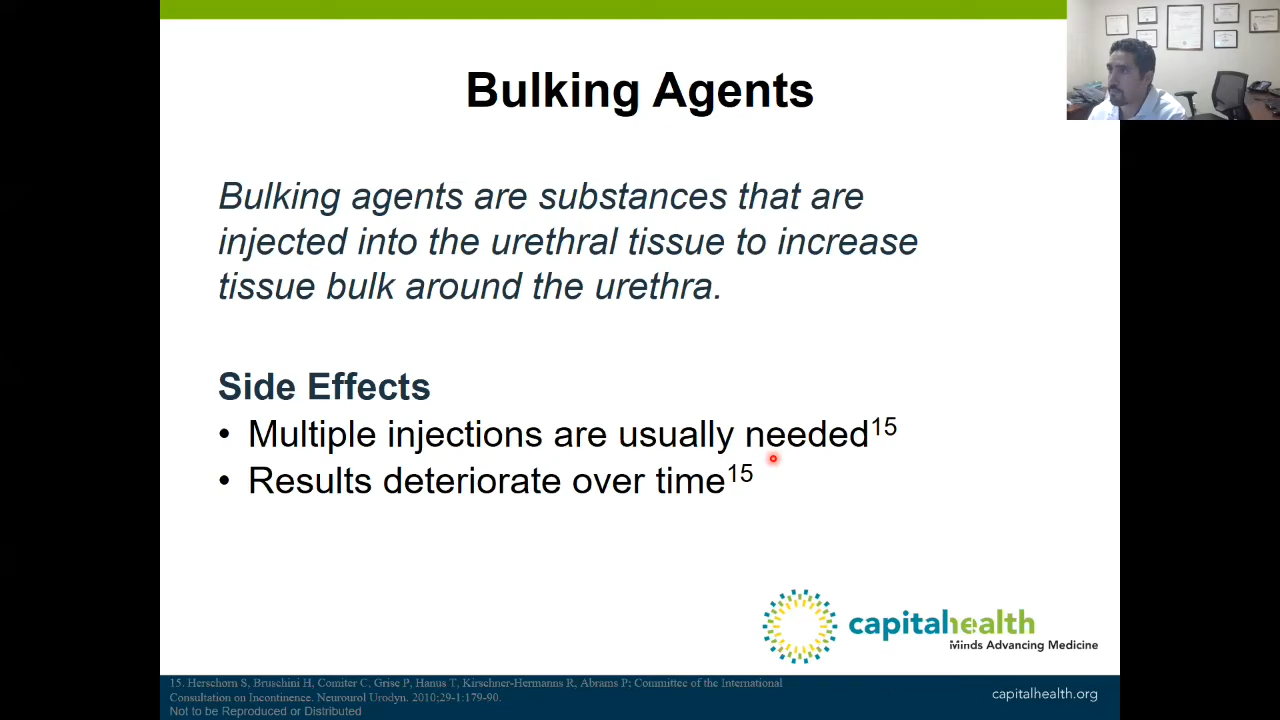 Bulking Agents
Bulking agents are substances that are
injected into the urethral tissue to increase
tissue bulk around the urethra.
Side Effects
• Multiple injections are usually needed15
• Results deteriorate over time15
capitalhealth
Minds Advancing Medicine
15. Herschorn S, Bruschini H, Comiter C, Grise P, Hanus T, Kirschner-Hermanns R, Abrams P; Committee of the International
Consultation on Incontinence. Neurourol Urodyn. 2010;29-1:179-90.
Not to be Reproduced or Distributed
capitalhealth.org